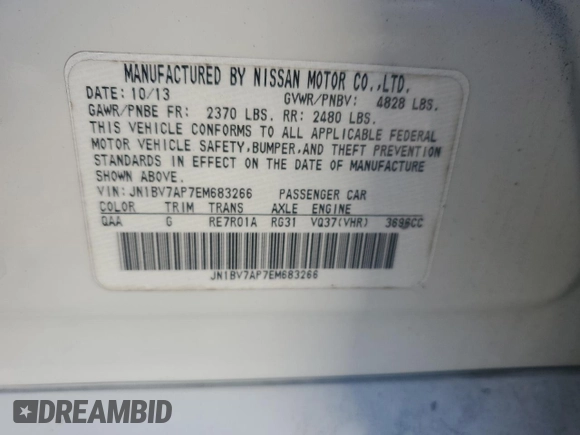 MANUFACTURED BY NISSAN MOTOR CO.,LTD.
DATE: 10/13 GVWR/PNBV: 4828 LBS.
GAWR/PNBE FR: 2370 LBS. RR: 2480 LBS.
THIS VEHICLE CONFORMS TO ALL APPLICABLE FEDERAL
MOTOR VEHICLE SAFETY, BUMPER, AND THEFT PREVENTION
STANDARDS IN EFFECT ON THE DATE OF MANUFACTURE
SHOWN ABOVE.
VIN: JN1BV7AP7EM683266 PASSENGER CAR
COLOR TRIM TRANS AXLE ENGINE
QAA G RE7R01A RG31 VQ37(VHR) 3696CC
JN1BV7AP7EM683266
DREAMBID